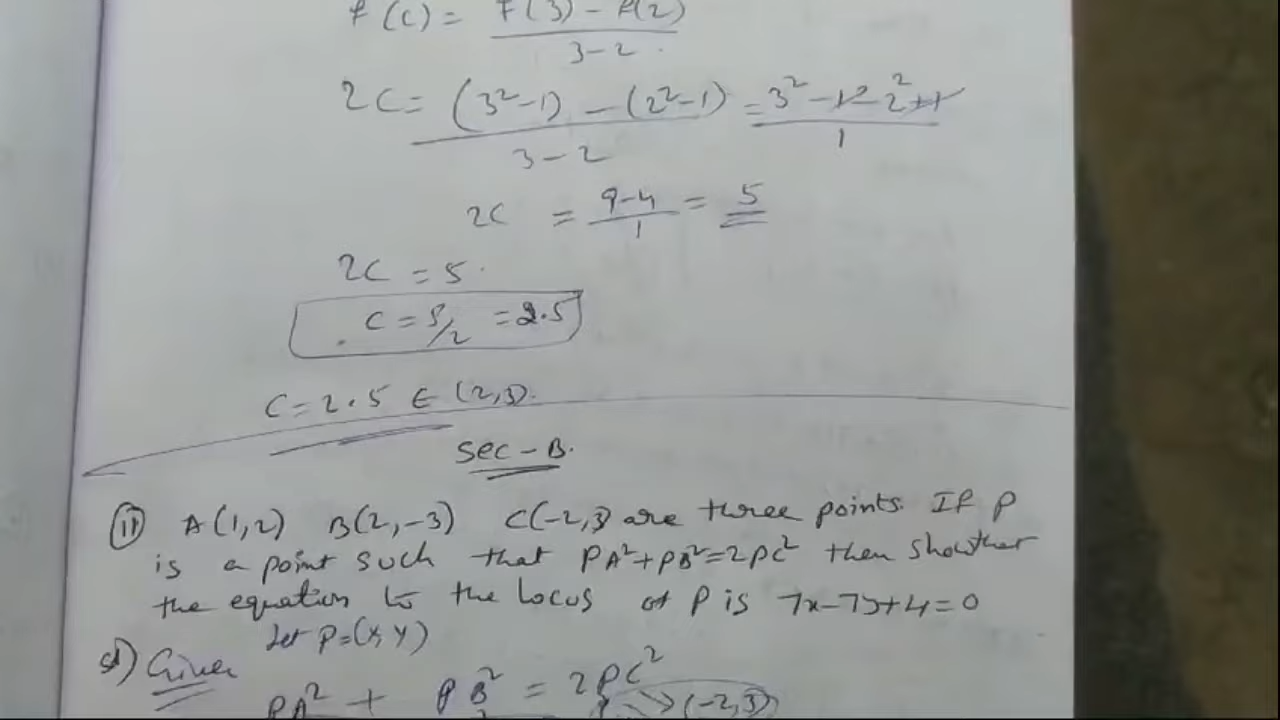 f'(c) = f(3) - f(2) / 3-2
2C = (3²-1) - (2²-1) / 3-2 = 3²-1-2²+1 / 1
2C = 9-4 / 1 = 5
2C = 5.
C = 5/2 = 2.5
C = 2.5 ∈ (2,3).
Sec - B.
11) A(1,2) B(2,-3) C(-2,3) are three points. If P
is a point such that PA²+PB²=2PC² then show that
the equation to the locus of P is 7x-7y+4=0
Let P=(x,y)
Given
PA² + PB² = 2PC²
(-2,3)